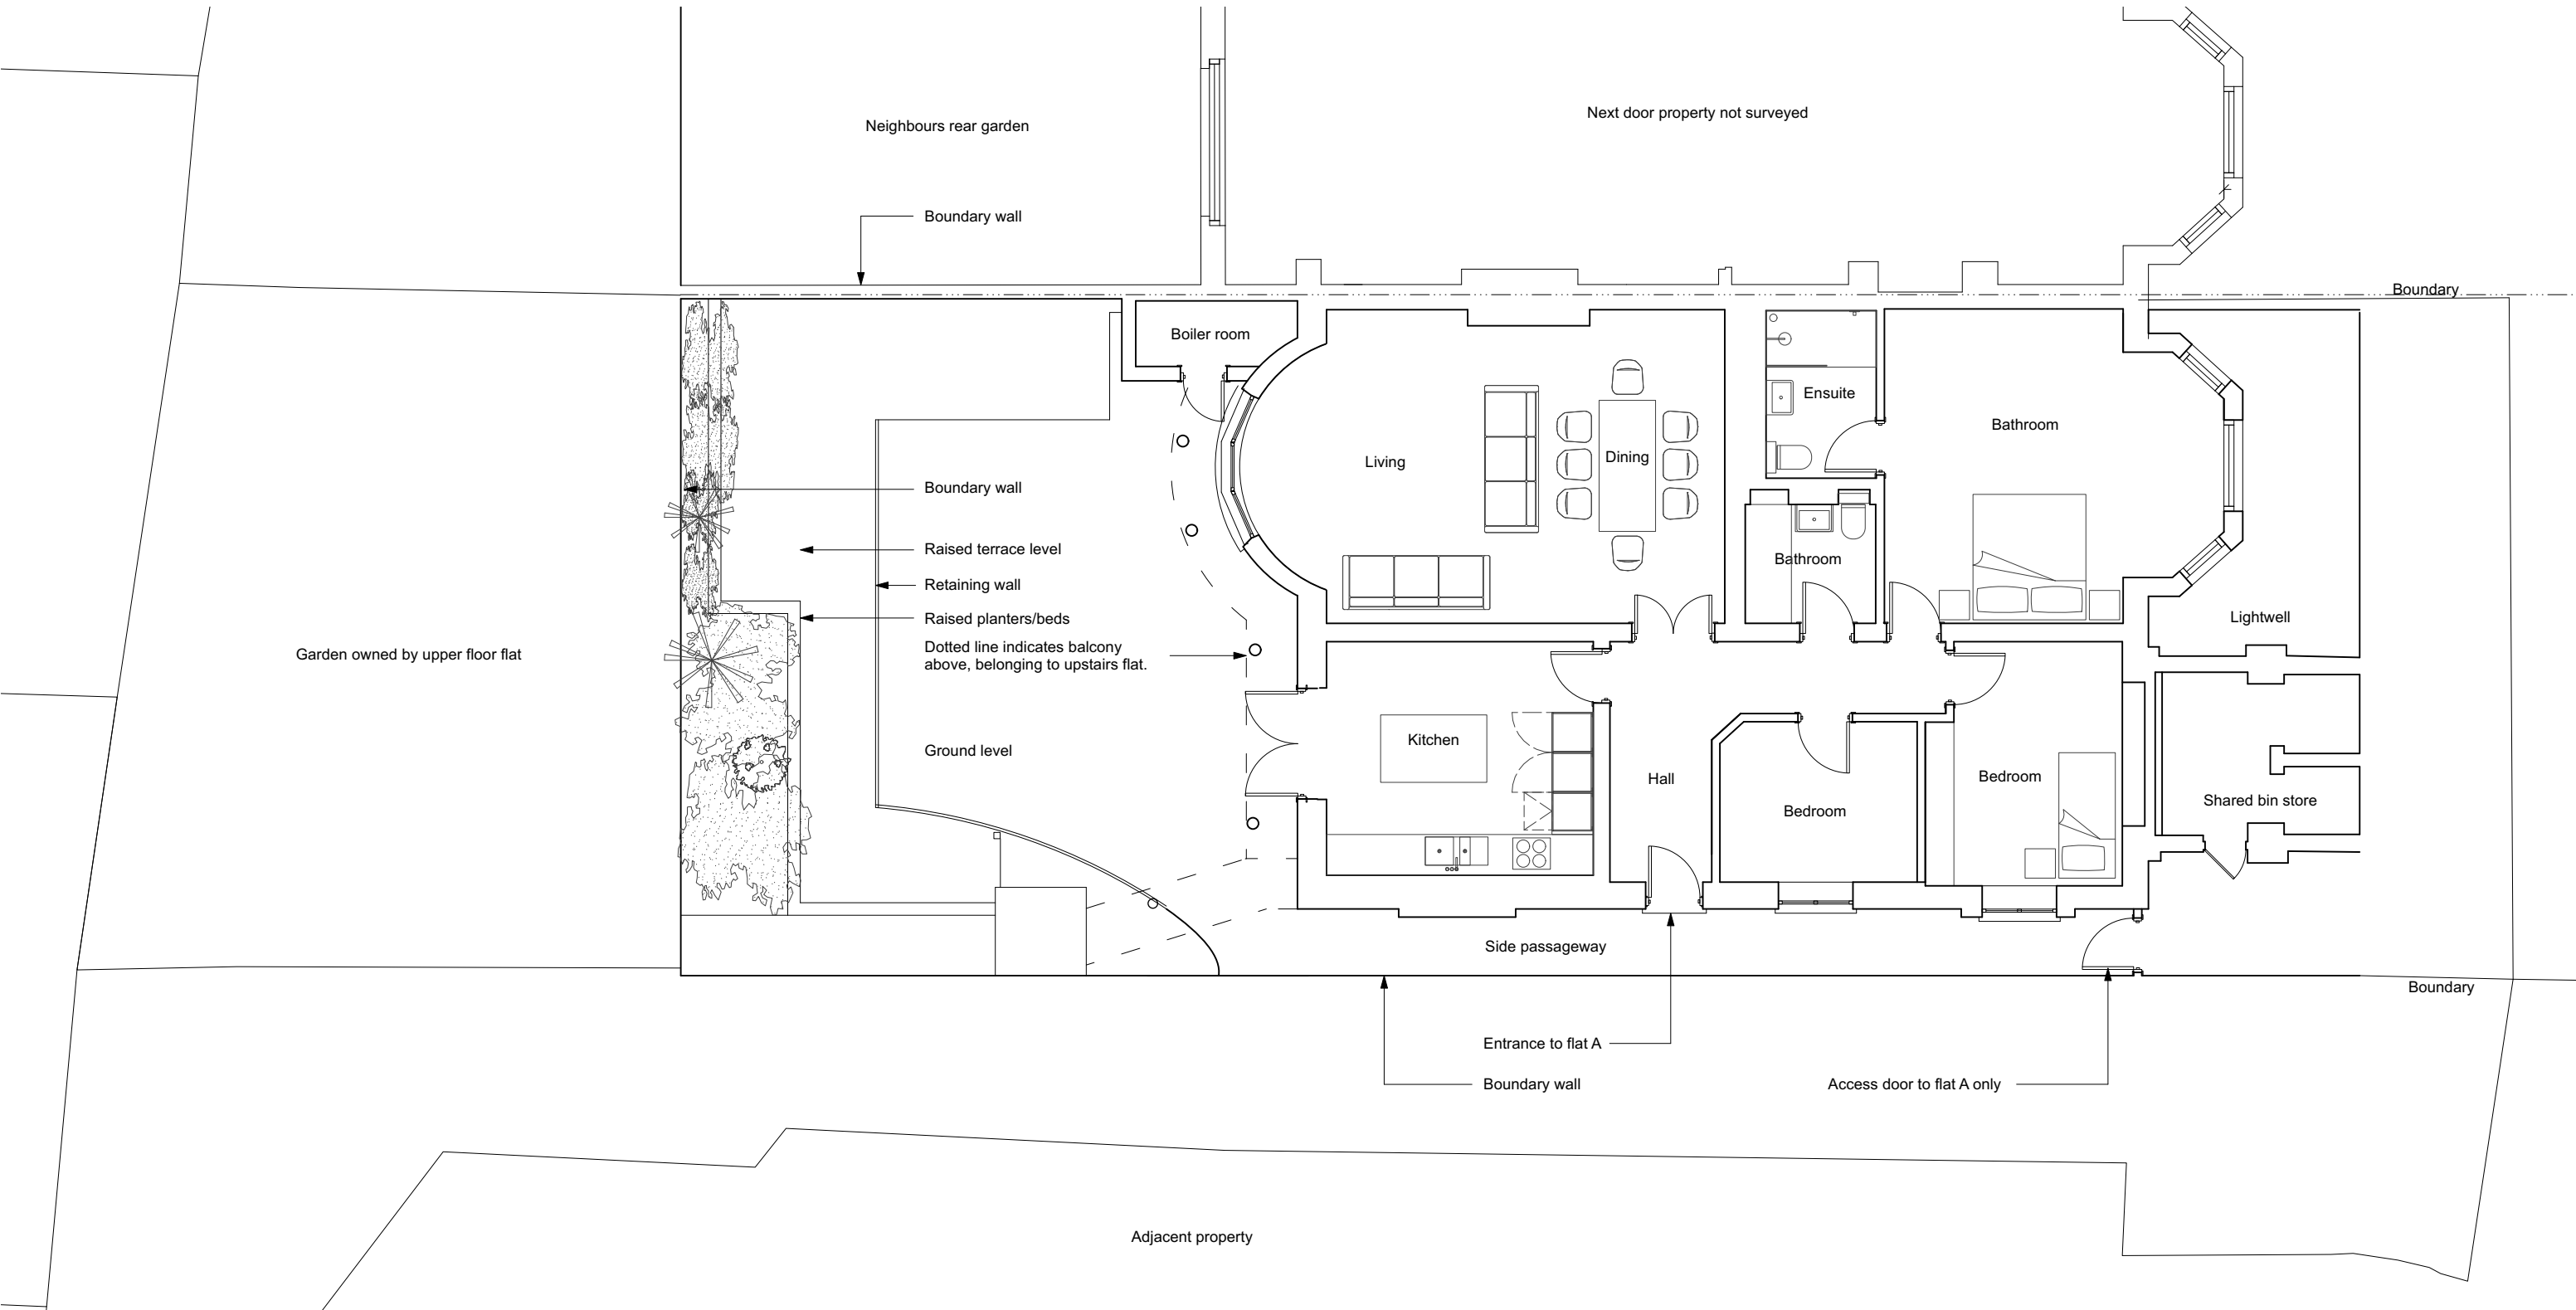 Next door property not surveyed
Neighbours rear garden
Boundary wall
Boundary
Boiler room
Ensuite
Bathroom
Living
Dining
Boundary wall
Raised terrace level
Bathroom
Retaining wall
Raised planters/beds
Lightwell
Dotted line indicates balcony
above, belonging to upstairs flat.
Garden owned by upper floor flat
Kitchen
Ground level
Hall
Bedroom
Shared bin store
Bedroom
Side passageway
Boundary
Entrance to flat A
Boundary wall
Access door to flat A only
Adjacent property